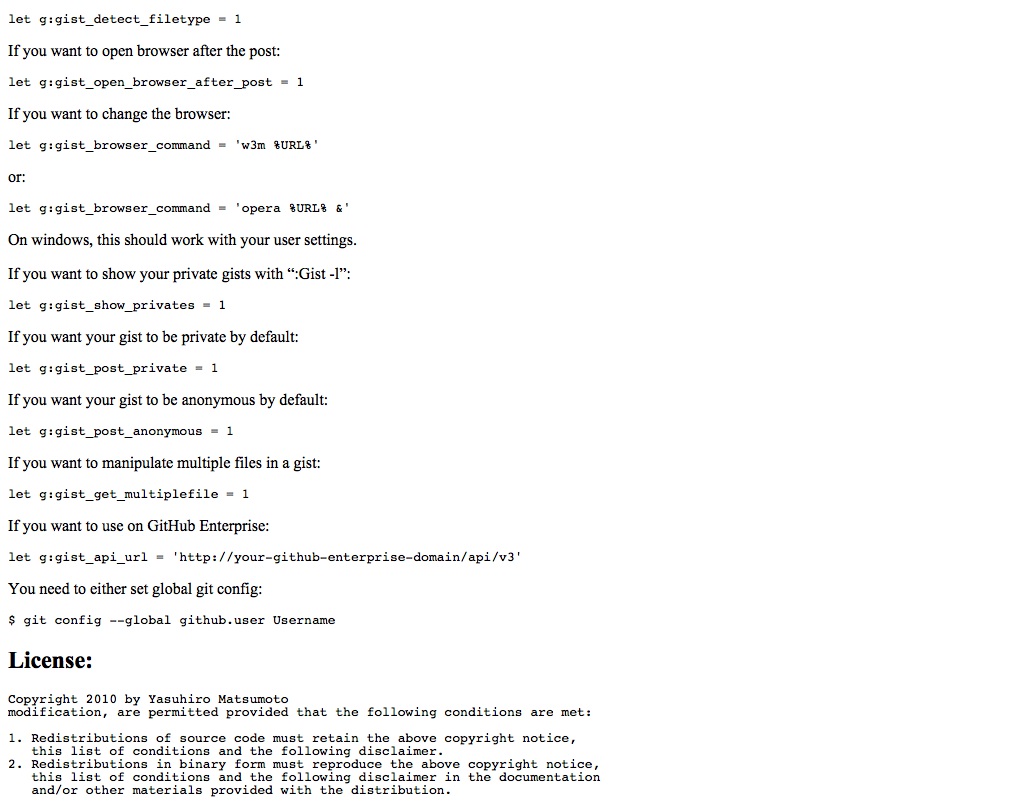 let g:gist_detect_filetype = 1
If you want to open browser after the post:
let g:gist_open_browser_after_post = 1
If you want to change the browser:
let g:gist_browser_command = 'w3m %URL%'
or:
let g:gist_browser_command = 'opera %URL% &'
On windows, this should work with your user settings.
If you want to show your private gists with “:Gist -l”:
let g:gist_show_privates = 1
If you want your gist to be private by default:
let g:gist_post_private = 1
If you want your gist to be anonymous by default:
let g:gist_post_anonymous = 1
If you want to manipulate multiple files in a gist:
let g:gist_get_multiplefile = 1
If you want to use on GitHub Enterprise:
let g:gist_api_url = 'http://your-github-enterprise-domain/api/v3'
You need to either set global git config:
$ git config --global github.user Username
License:
Copyright 2010 by Yasuhiro Matsumoto
modification, are permitted provided that the following conditions are met:
1. Redistributions of source code must retain the above copyright notice,
this list of conditions and the following disclaimer.
2. Redistributions in binary form must reproduce the above copyright notice,
this list of conditions and the following disclaimer in the documentation
and/or other materials provided with the distribution.